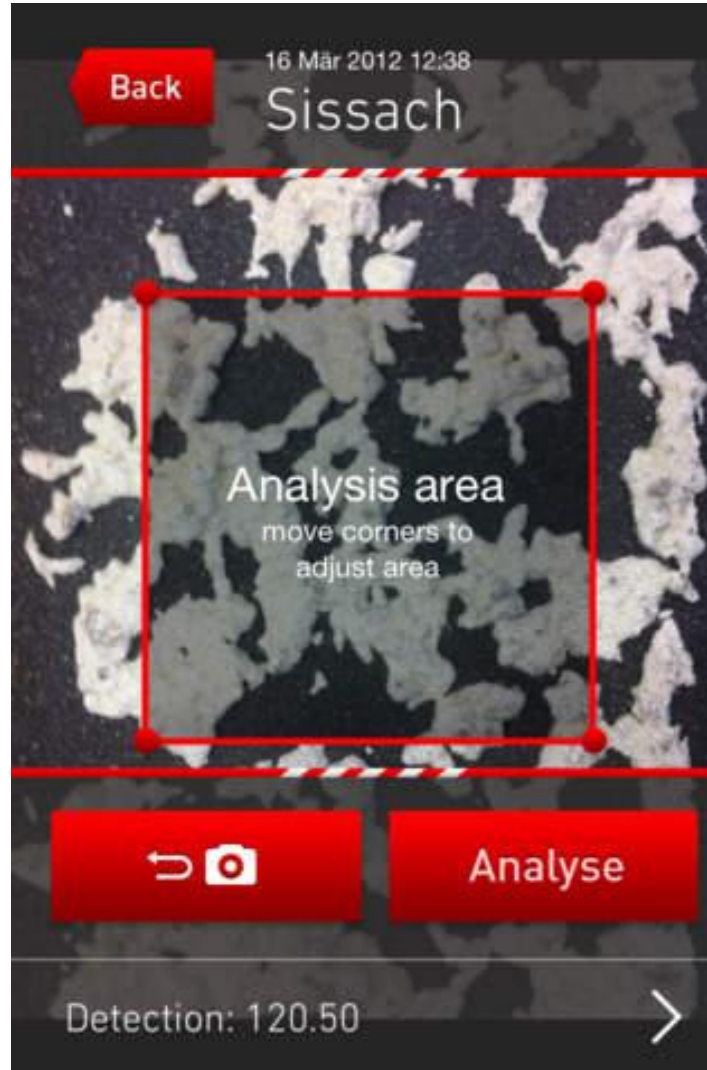 Back
16 Mär 2012 12:38
Sissach
Analysis area
move corners to
adjust area
Analyse
Detection: 120.50